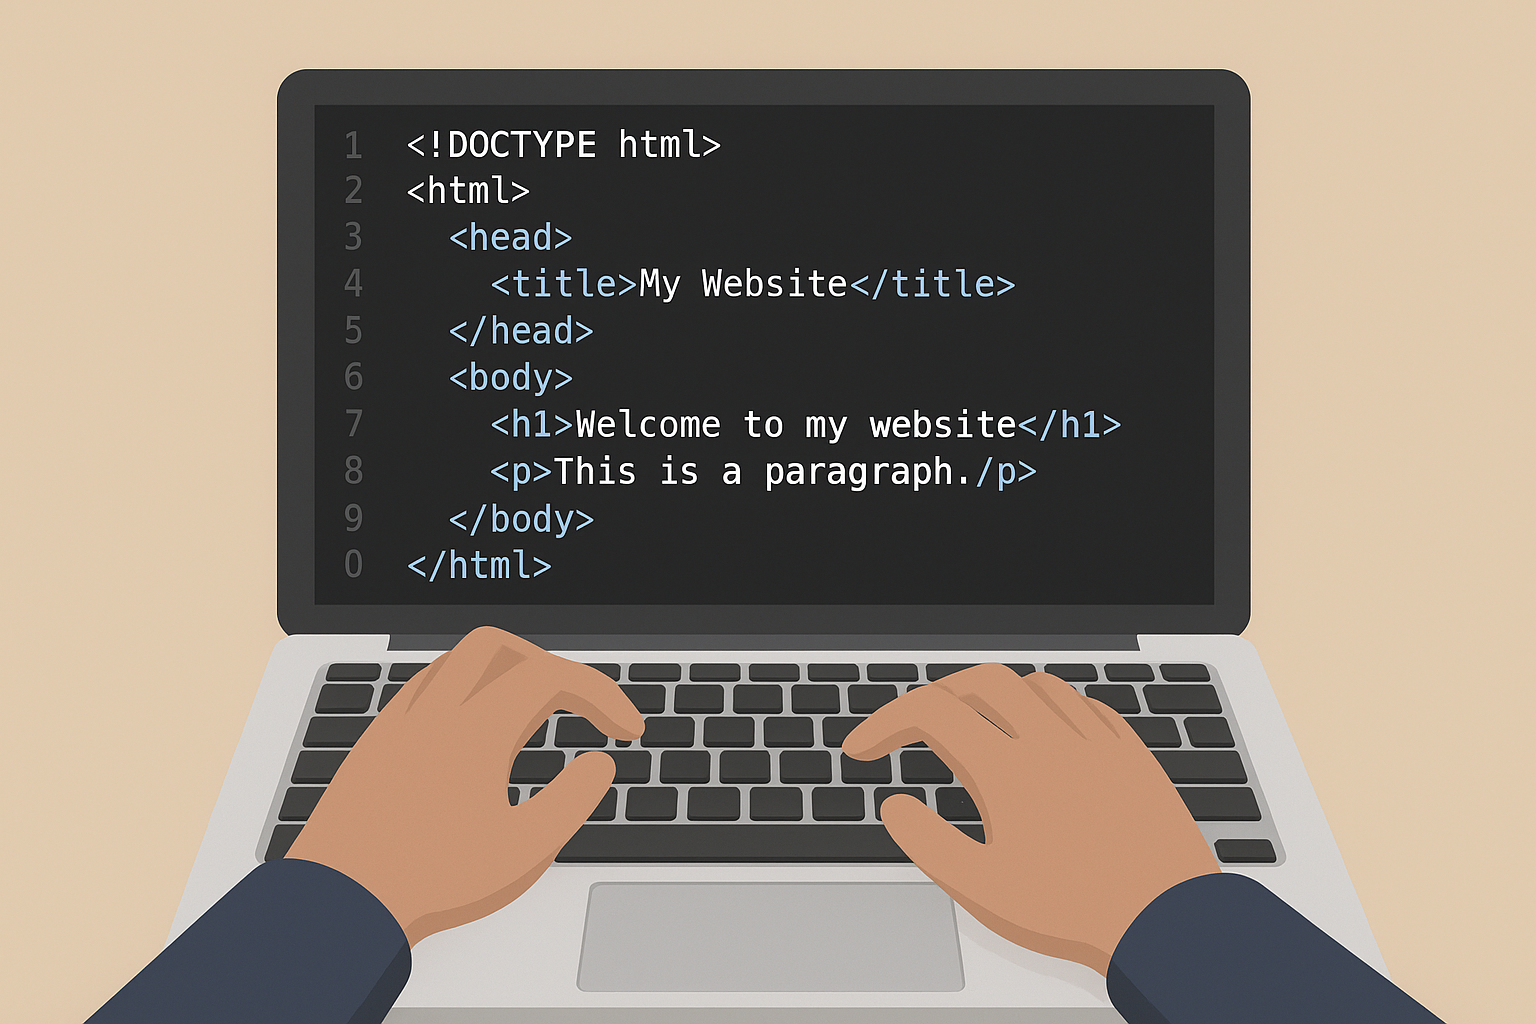 1 <!DOCTYPE html>
2 <html>
3   <head>
4     <title>My Website</title>
5   </head>
6   <body>
7     <h1>Welcome to my website</h1>
8     <p>This is a paragraph./p>
9   </body>
0 </html>